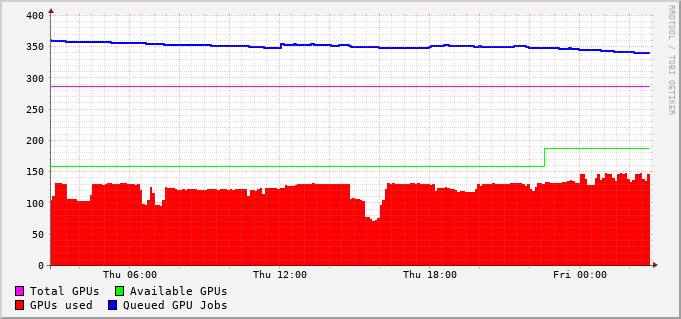 400
350
300
250
200
150
100
50
0
Thu 06:00 Thu 12:00 Thu 18:00 Fri 00:00
Total GPUs Available GPUs
GPUs used Queued GPU Jobs
RRDTOOL / TOBI OETIKER